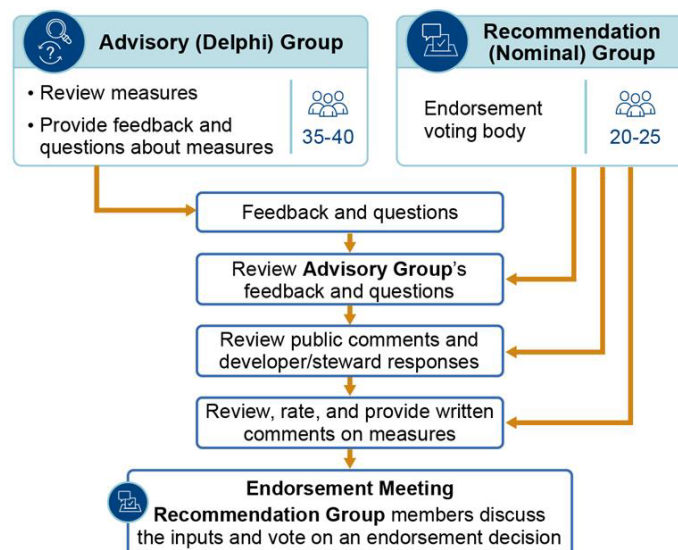 Advisory (Delphi) Group
• Review measures
• Provide feedback and
questions about measures
35-40
Recommendation
(Nominal) Group
Endorsement
voting body
20-25
Feedback and questions
Review Advisory Group’s
feedback and questions
Review public comments and
developer/steward responses
Review, rate, and provide written
comments on measures
Endorsement Meeting
Recommendation Group members discuss
the inputs and vote on an endorsement decision